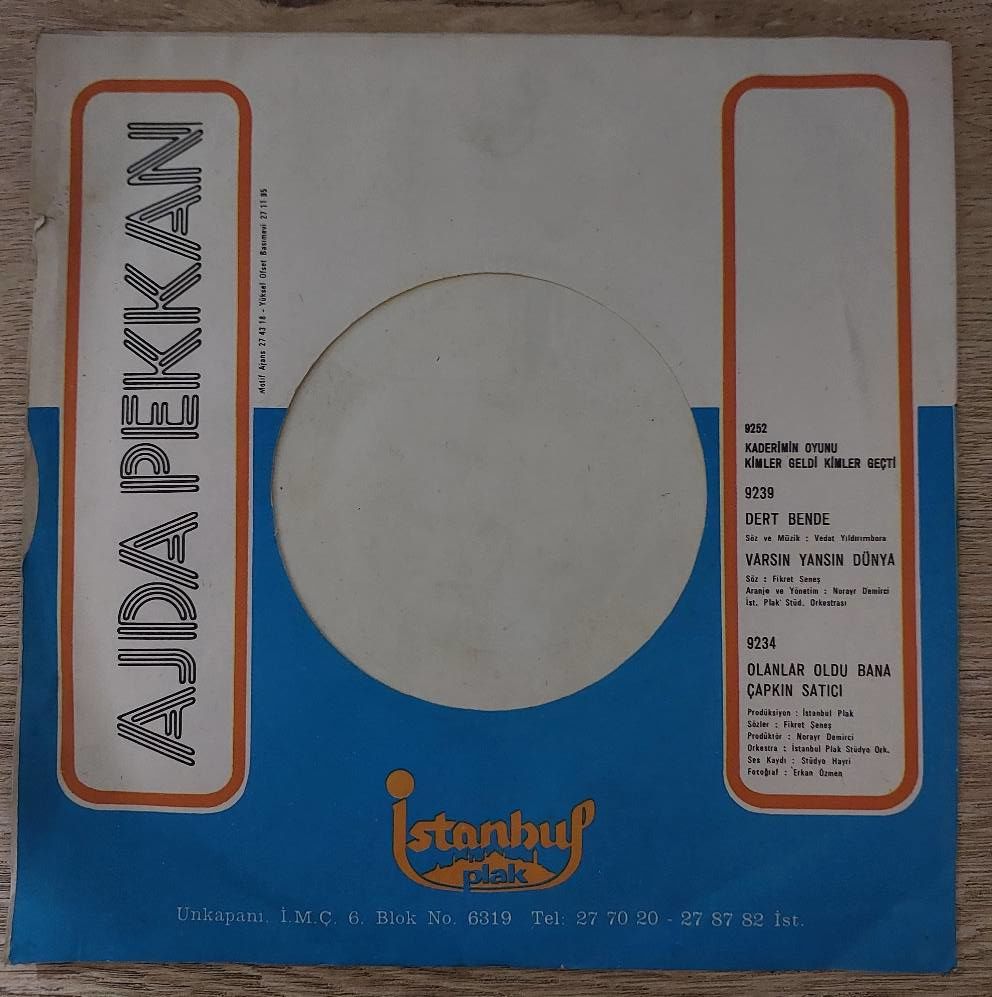 AJDA PEKKAN
Motif Ajans 27 43 18 - Yüksel Ofset Basımevi 27 11 95
9252
KADERİMİN OYUNU
KİMLER GELDİ KİMLER GEÇTİ
9239
DERT BENDE
Söz ve Müzik : Vedat Yıldırımbora
VARSIN YANSIN DÜNYA
Söz : Fikret Seneş
Aranje ve Yönetim : Norayr Demirci
İst. Plak Stüd. Orkestrası
9234
OLANLAR OLDU BANA
ÇAPKIN SATICI
Prodüksiyon : İstanbul Plak
Sözler : Fikret Şeneş
Prodüktör : Norayr Demirci
Orkestra : İstanbul Plak Stüdyo Ork.
Ses Kaydı : Stüdyo Hayri
Fotoğraf : Erkan Özmen
İstanbul
plak
Unkapanı. İ.M.Ç. 6. Blok No. 6319 Tel: 27 70 20 - 27 87 82 İst.